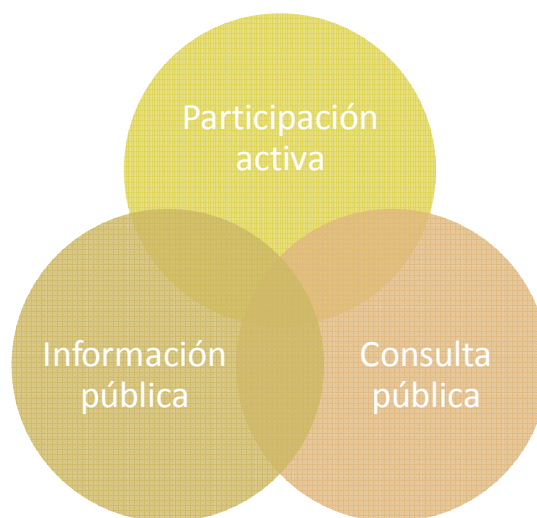 Participación
activa
Información
pública
Consulta
pública